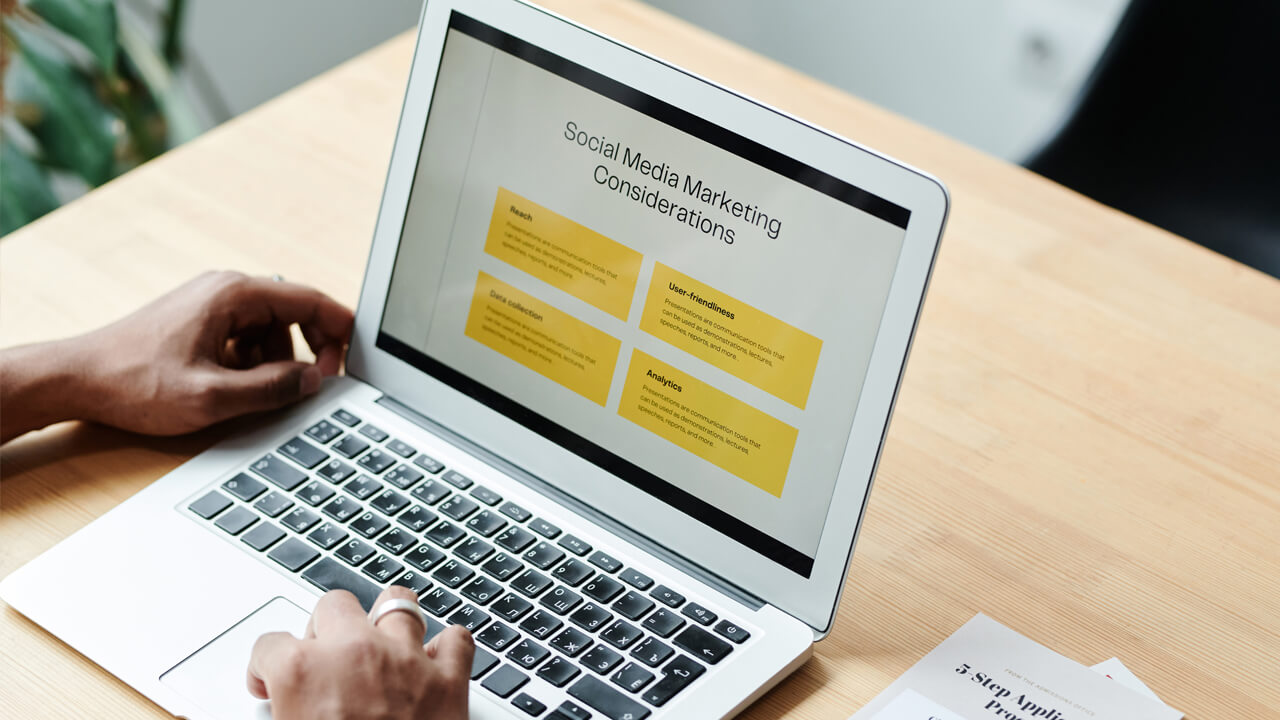 Social Media Marketing
Considerations
Reach
Presentations are communication tools that
can be used as demonstrations, lectures,
speeches, reports, and more.
User-friendliness
Presentations are communication tools that
can be used as demonstrations, lectures,
speeches, reports, and more.
Data collection
Presentations are communication tools that
can be used as demonstrations, lectures,
speeches, reports, and more.
Analytics
Presentations are communication tools that
can be used as demonstrations, lectures,
speeches, reports, and more.
FROM THE ADMISSIONS OFFICE
5-Step